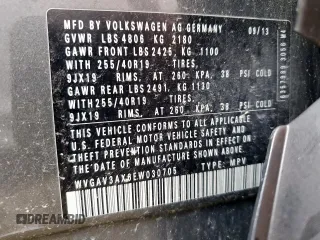 MFD BY VOLKSWAGEN AG GERMANY 09/13
GVWR LBS 4806 KG 2180
GAWR FRONT LBS 2425, KG 1100
WITH 255/40R19 TIRES,
9JX19 RIMS, AT 260 KPA, 38 PSI COLD
GAWR REAR LBS 2491, KG 1130
WITH 255/40R19 TIRES,
9JX19 RIMS, AT 260 KPA, 38 PSI COLD
THIS VEHICLE CONFORMS TO ALL APPLICABLE
U.S. FEDERAL MOTOR VEHICLE SAFETY STANDARDS
IN EFFECT ON THE DATE OF MANUFACTURE SHOWN ABOVE.
WVGAV3AX8EW030705 TYPE: MPV
DREAMBID